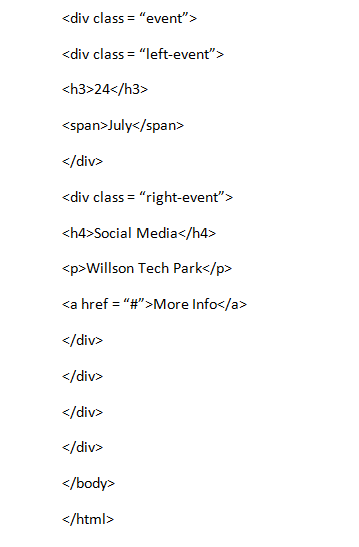 <div class = “event”>
<div class = “left-event”>
<h3>24</h3>
<span>July</span>
</div>
<div class = “right-event”>
<h4>Social Media</h4>
<p>Willson Tech Park</p>
<a href = “#”>More Info</a>
</div>
</div>
</div>
</div>
</body>
</html>